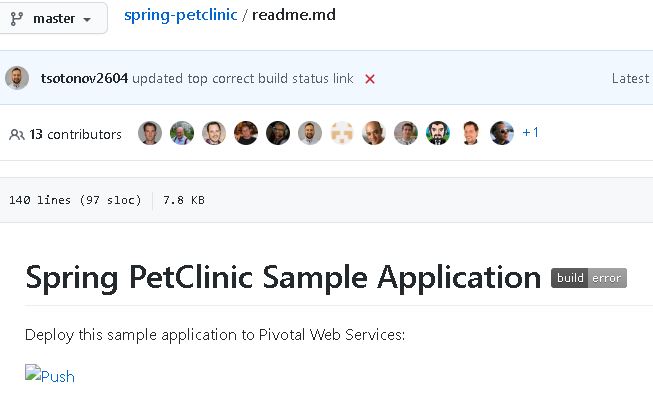 master spring-petclinic / readme.md
tsotonov2604 updated top correct build status link Latest
13 contributors +1
140 lines (97 sloc) 7.8 KB
Spring PetClinic Sample Application build error
Deploy this sample application to Pivotal Web Services:
Push